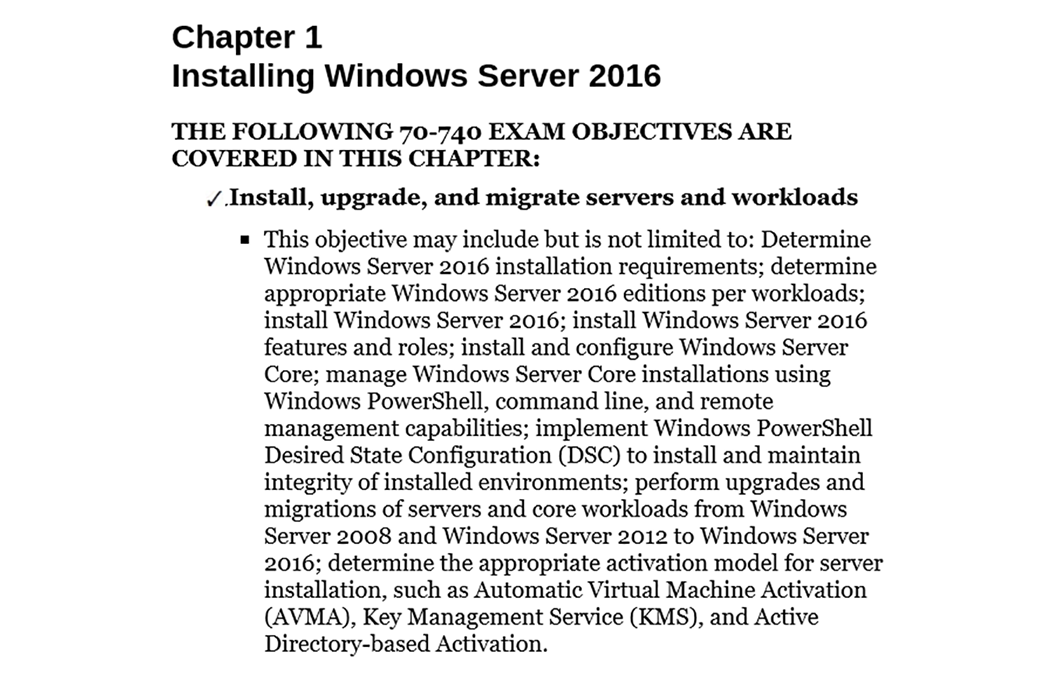 Chapter 1
Installing Windows Server 2016
THE FOLLOWING 70-740 EXAM OBJECTIVES ARE
COVERED IN THIS CHAPTER:
✓.Install, upgrade, and migrate servers and workloads
▪ This objective may include but is not limited to: Determine
Windows Server 2016 installation requirements; determine
appropriate Windows Server 2016 editions per workloads;
install Windows Server 2016; install Windows Server 2016
features and roles; install and configure Windows Server
Core; manage Windows Server Core installations using
Windows PowerShell, command line, and remote
management capabilities; implement Windows PowerShell
Desired State Configuration (DSC) to install and maintain
integrity of installed environments; perform upgrades and
migrations of servers and core workloads from Windows
Server 2008 and Windows Server 2012 to Windows Server
2016; determine the appropriate activation model for server
installation, such as Automatic Virtual Machine Activation
(AVMA), Key Management Service (KMS), and Active
Directory-based Activation.